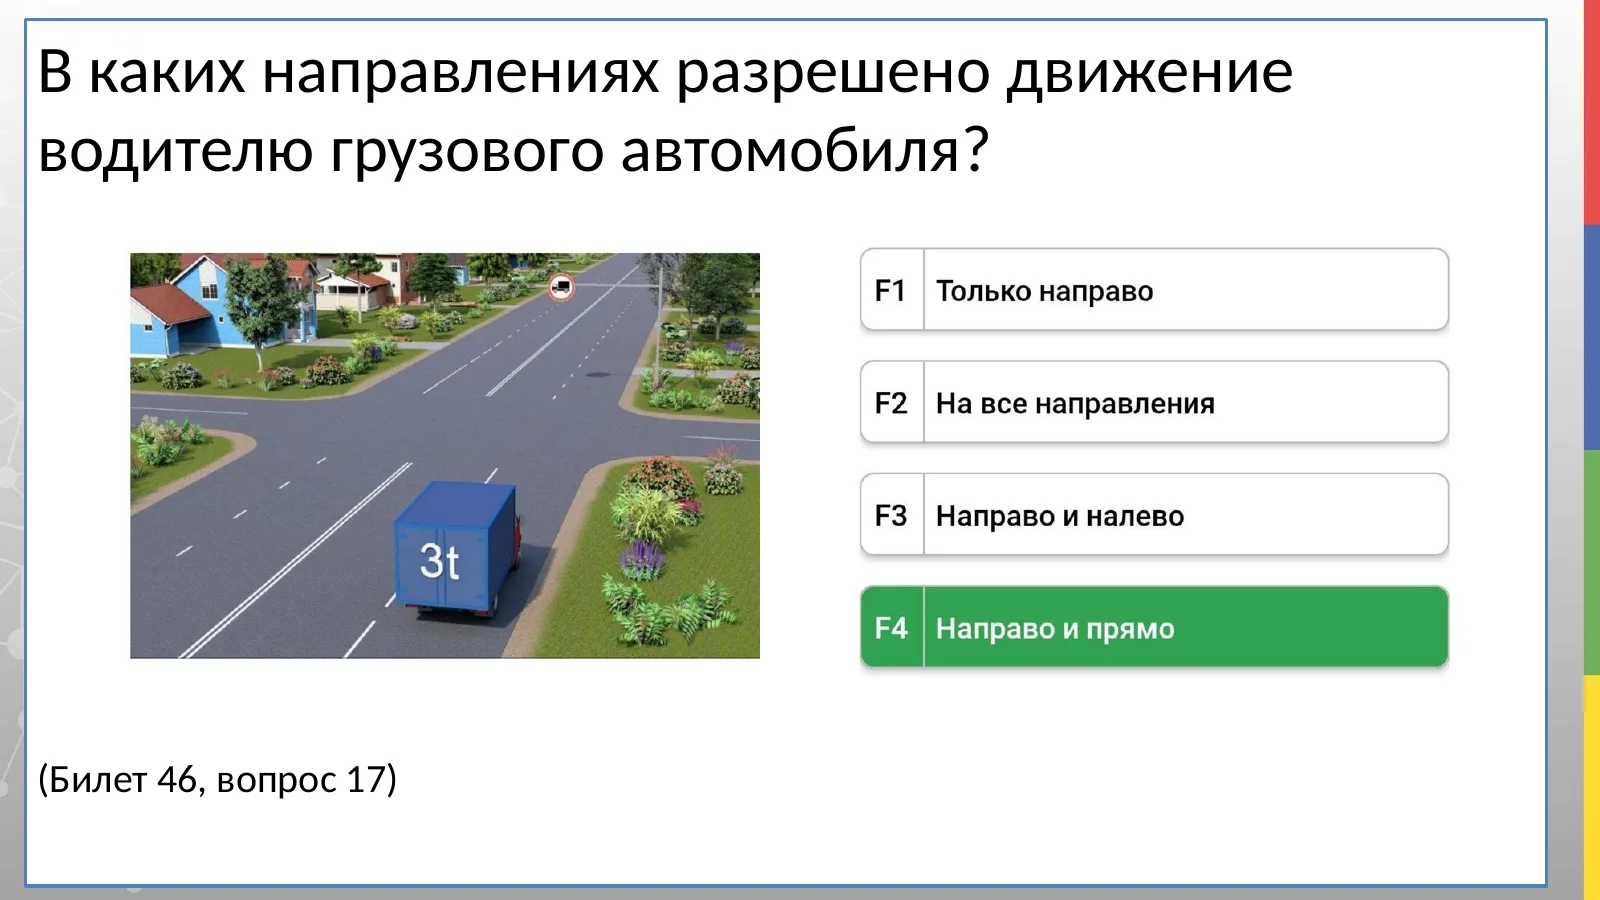 В каких направлениях разрешено движение
водителю грузового автомобиля?
3t
F1 Только направо
F2 На все направления
F3 Направо и налево
F4 Направо и прямо
(Билет 46, вопрос 17)